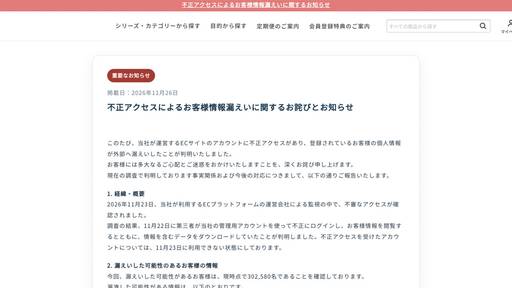 不正アクセスによるお客様情報漏えいに関するお知らせ
シリーズ・カテゴリーから探す 目的から探す 定期便のご案内 会員登録特典のご案内 すべての商品から探す
マイペ
重要なお知らせ
掲載日：2026年11月26日
不正アクセスによるお客様情報漏えいに関するお詫びとお知らせ
このたび、当社が運営するECサイトのアカウントに不正アクセスがあり、登録されているお客様の個人情報
が外部へ漏えいしたことが判明いたしました。
お客様には多大なるご心配とご迷惑をおかけいたしますことを、深くお詫び申し上げます。
現在の調査で判明しております事実関係および今後の対応につきまして、以下の通りご報告いたします。
1. 経緯・概要
2026年11月23日、当社が利用するECプラットフォームの運営会社による監視の中で、不審なアクセスが確
認されました。
調査の結果、11月22日に第三者が当社の管理用アカウントを使って不正にログインし、お客様情報を閲覧す
るとともに、情報を含むデータをダウンロードしていたことが判明しました。不正アクセスを受けたアカウ
ントについては、11月23日に利用できない状態にしております。
2. 漏えいした可能性のあるお客様の情報
今回、漏えいした可能性があるお客様は、現時点で302,580名であることを確認しております。
漏洩した可能性がある情報は、以下のとおりです。